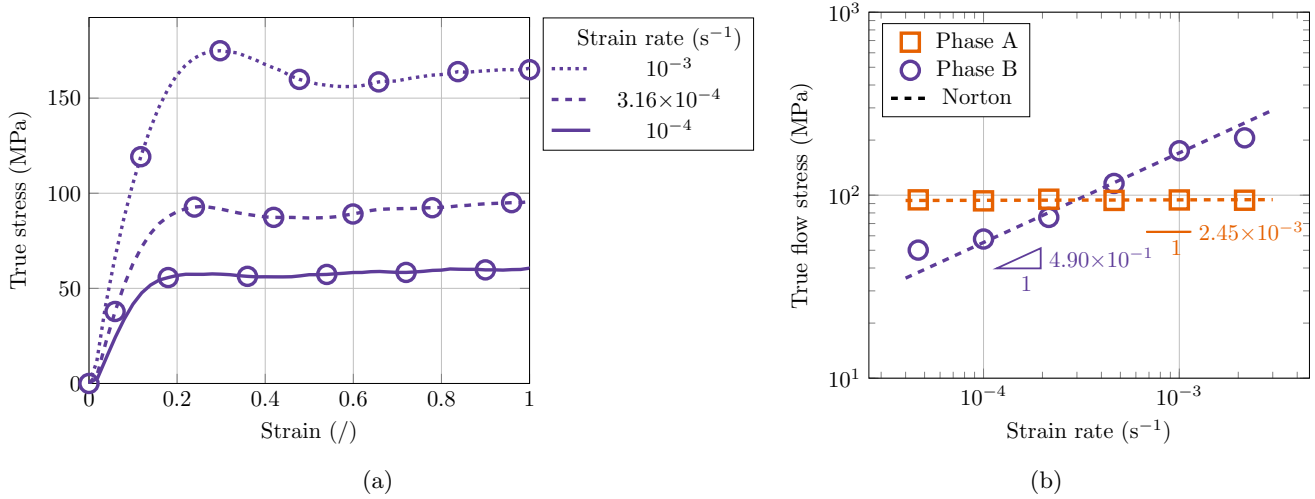 150
100
50
0
0
0.2
0.4
0.6
0.8
1
True stress (MPa)
Strain (/)
Strain rate (s⁻¹)
10⁻³
3.16×10⁻⁴
10⁻⁴
(a)
10³
10²
10¹
10⁻⁴
10⁻³
True flow stress (MPa)
Strain rate (s⁻¹)
Phase A
Phase B
Norton
4.90×10⁻¹
1
2.45×10⁻³
1
(b)